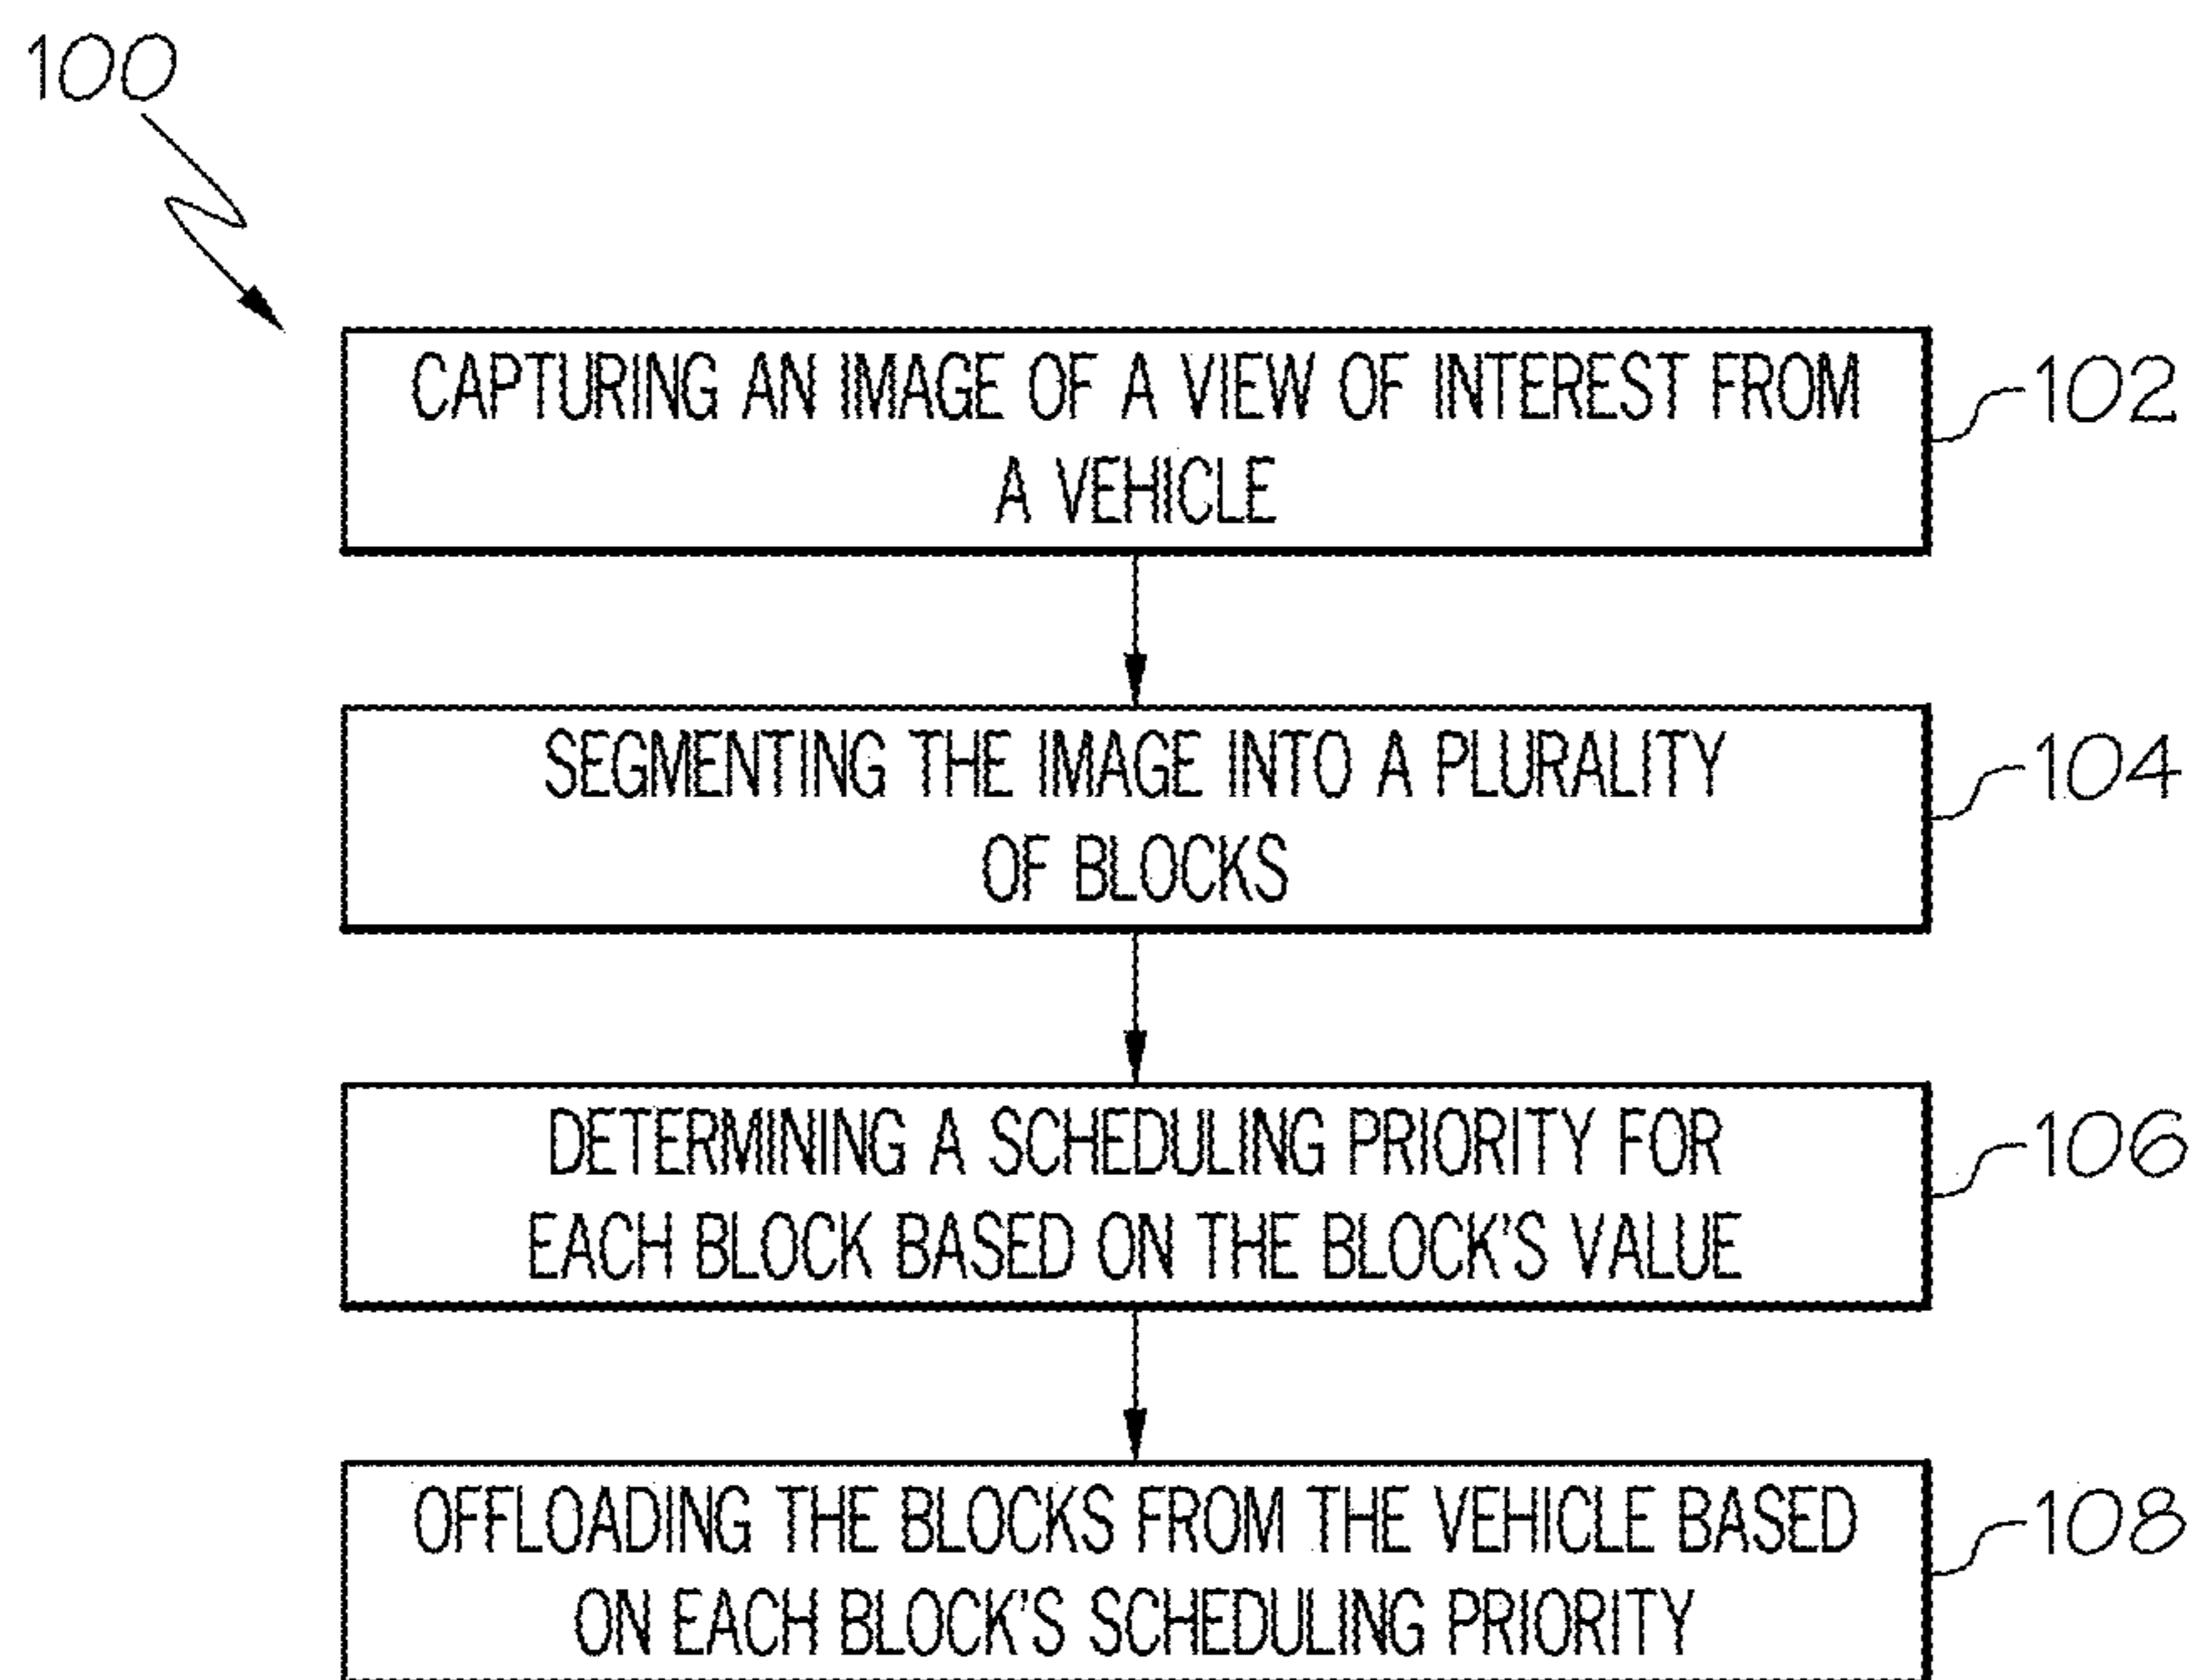 100
CAPTURING AN IMAGE OF A VIEW OF INTEREST FROM
A VEHICLE
102
SEGMENTING THE IMAGE INTO A PLURALITY
OF BLOCKS
104
DETERMINING A SCHEDULING PRIORITY FOR
EACH BLOCK BASED ON THE BLOCK'S VALUE
106
OFFLOADING THE BLOCKS FROM THE VEHICLE BASED
ON EACH BLOCK'S SCHEDULING PRIORITY
108